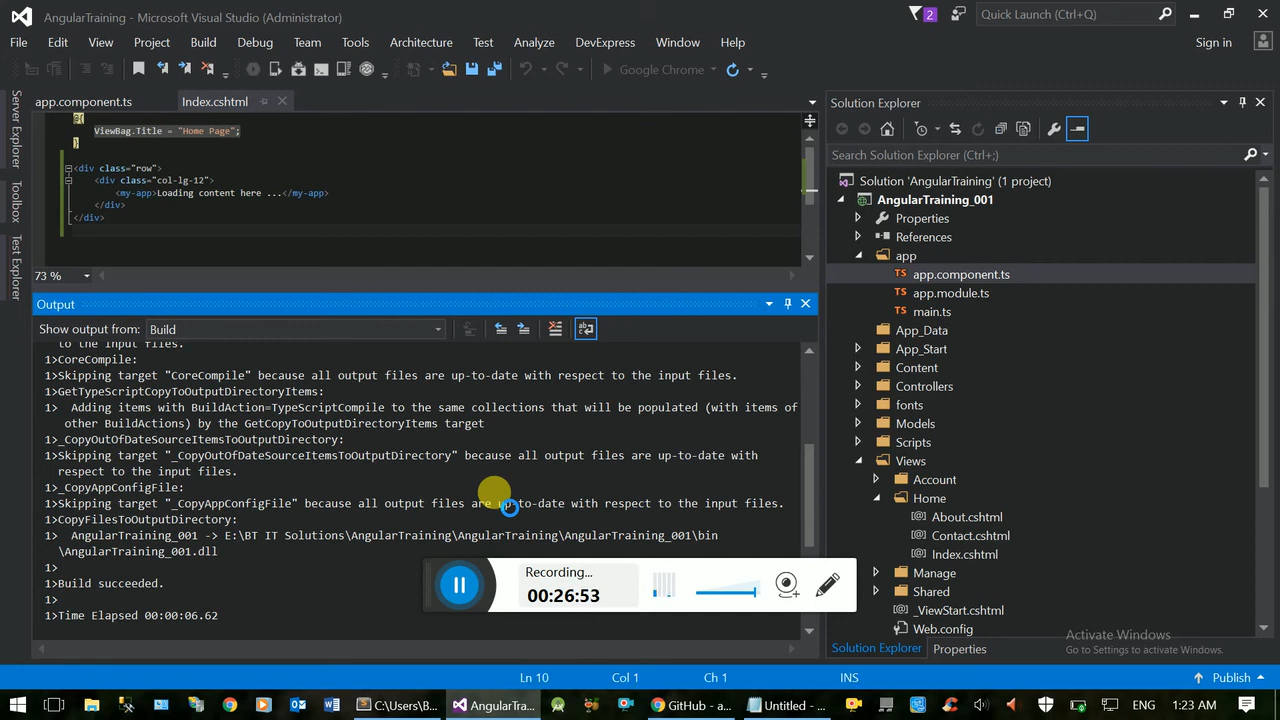 AngularTraining - Microsoft Visual Studio (Administrator)
2
Quick Launch (Ctrl+;)
File Edit View Project Build Debug Team Tools Architecture Test Analyze DevExpress Window Help
Sign in
Google Chrome
Server Explorer
Toolbox
Test Explorer
app.component.ts
Index.cshtml
@{
ViewBag.Title = "Home Page";
}
<div class="row">
<div class="col-lg-12">
<my-app>Loading content here ...</my-app>
</div>
</div>
73 %
Output
Show output from: Build
to the input files.
1>CoreCompile:
1>Skipping target "CoreCompile" because all output files are up-to-date with respect to the input files.
1>GetTypeScriptCopyToOutputDirectoryItems:
1> Adding items with BuildAction=TypeScriptCompile to the same collections that will be populated (with items of
other BuildActions) by the GetCopyToOutputDirectoryItems target
1>_CopyOutOfDateSourceItemsToOutputDirectory:
1>Skipping target "_CopyOutOfDateSourceItemsToOutputDirectory" because all output files are up-to-date with
respect to the input files.
1>_CopyAppConfigFile:
1>Skipping target "_CopyAppConfigFile" because all output files are up-to-date with respect to the input files.
1>CopyFilesToOutputDirectory:
1> AngularTraining_001 -> E:\BT IT Solutions\AngularTraining\AngularTraining\AngularTraining_001\bin
\AngularTraining_001.dll
1>
1>Build succeeded.
1>
1>Time Elapsed 00:00:06.62
Recording...
00:26:53
Solution Explorer
Search Solution Explorer (Ctrl+;)
Solution 'AngularTraining' (1 project)
AngularTraining_001
Properties
References
app
app.component.ts
app.module.ts
main.ts
App_Data
App_Start
Content
Controllers
fonts
Models
Scripts
Views
Account
Home
About.cshtml
Contact.cshtml
Index.cshtml
Manage
Shared
_ViewStart.cshtml
Web.config
Activate Windows
Go to Settings to activate Windows.
Solution Explorer Properties
Ln 10 Col 1 Ch 1 INS Publish
C:\Users\B...
AngularTra...
GitHub - a...
Untitled - ...
1:23 AM